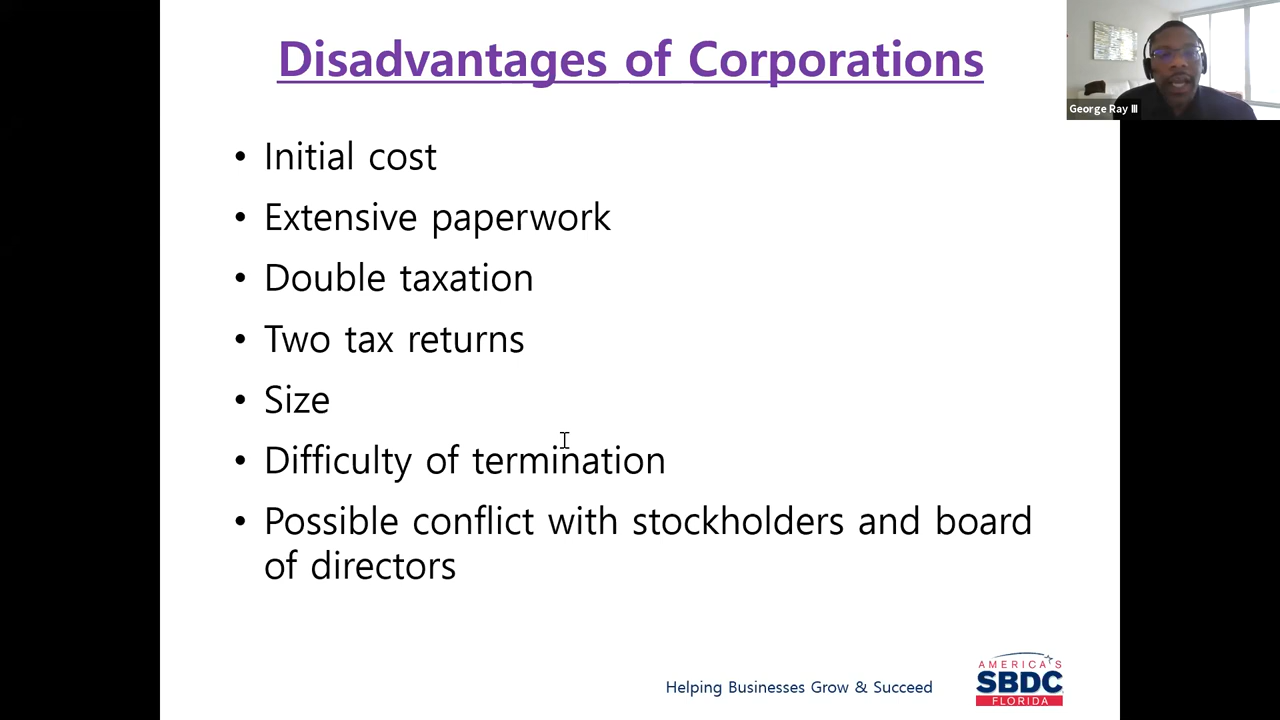 Disadvantages of Corporations
George Ray III
• Initial cost
• Extensive paperwork
• Double taxation
• Two tax returns
• Size
• Difficulty of termination
• Possible conflict with stockholders and board
of directors
Helping Businesses Grow & Succeed
AMERICA'S
SBDC
FLORIDA